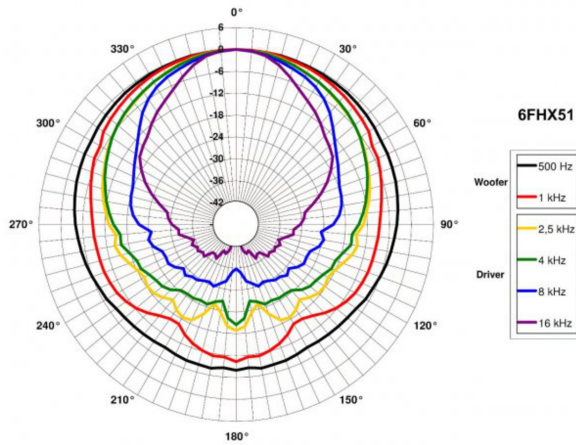 0°
6
0
-6
-12
-18
-24
-30
-36
-42
30°
60°
90°
120°
150°
180°
210°
240°
270°
300°
330°
6FHX51
Woofer
500 Hz
1 kHz
Driver
2,5 kHz
4 kHz
8 kHz
16 kHz